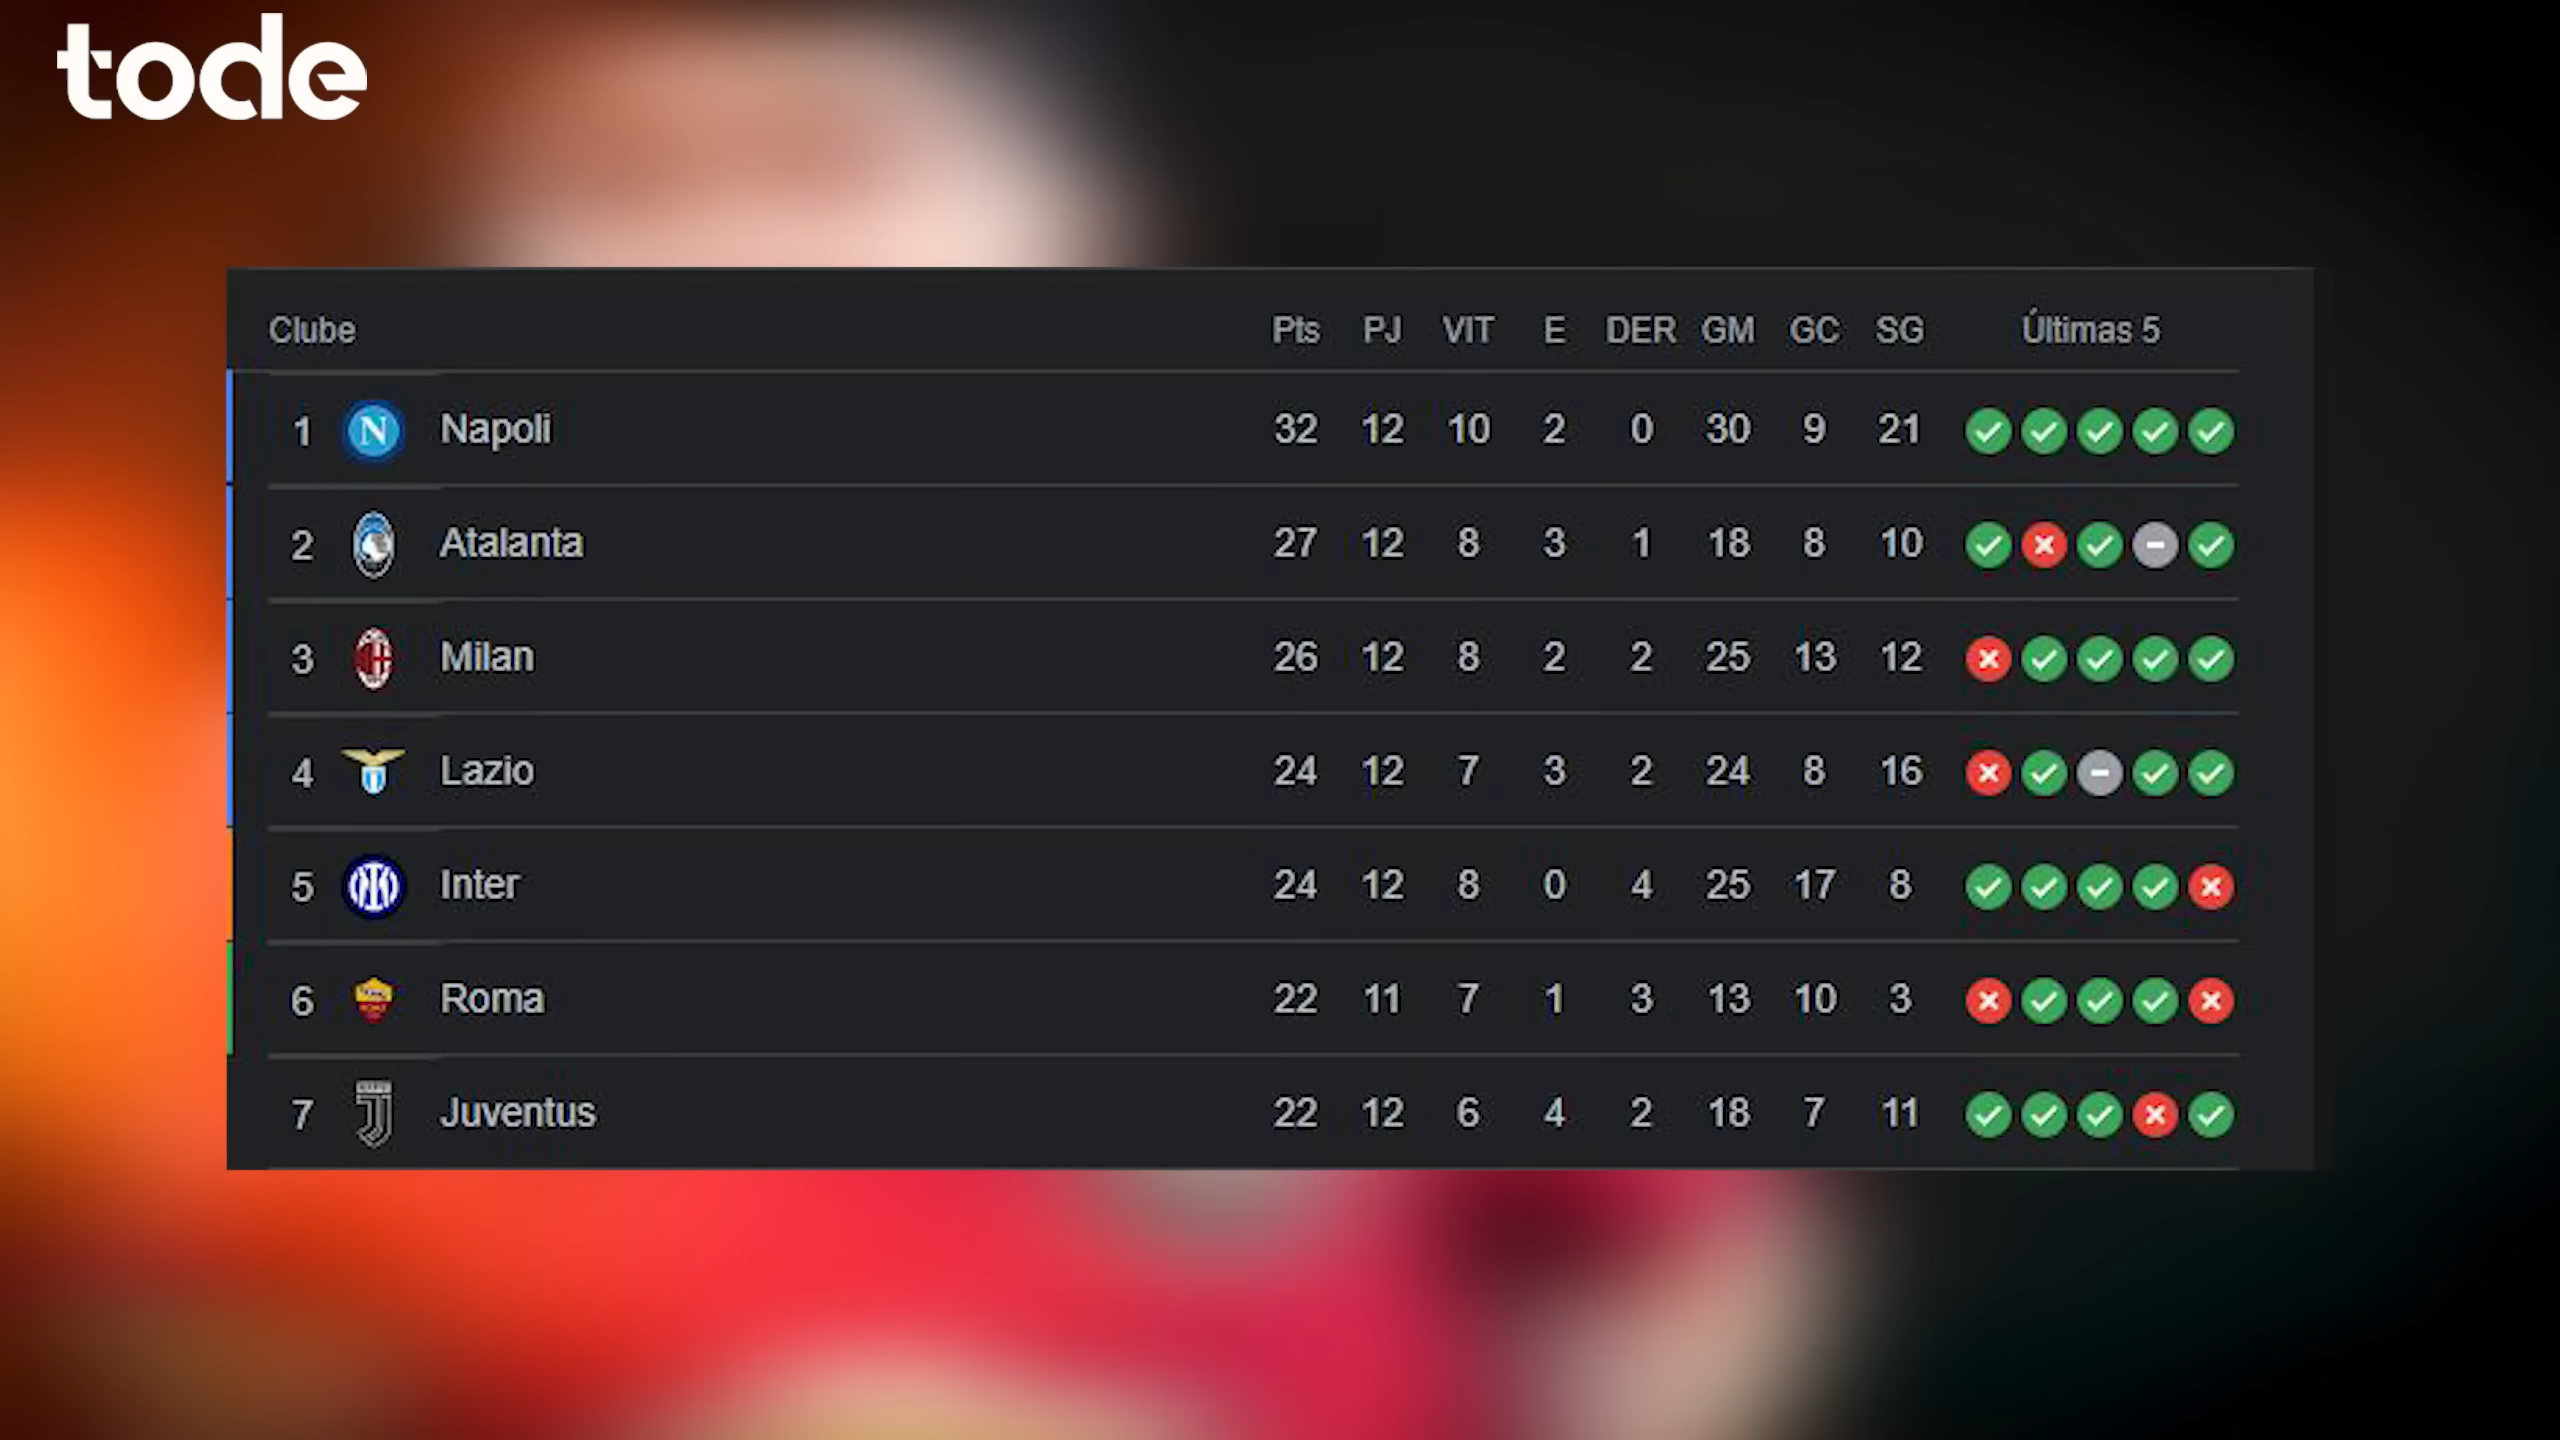 tode
Clube Pts PJ VIT E DER GM GC SG Últimas 5
1 Napoli 32 12 10 2 0 30 9 21
2 Atalanta 27 12 8 3 1 18 8 10
3 Milan 26 12 8 2 2 25 13 12
4 Lazio 24 12 7 3 2 24 8 16
5 Inter 24 12 8 0 4 25 17 8
6 Roma 22 11 7 1 3 13 10 3
7 Juventus 22 12 6 4 2 18 7 11